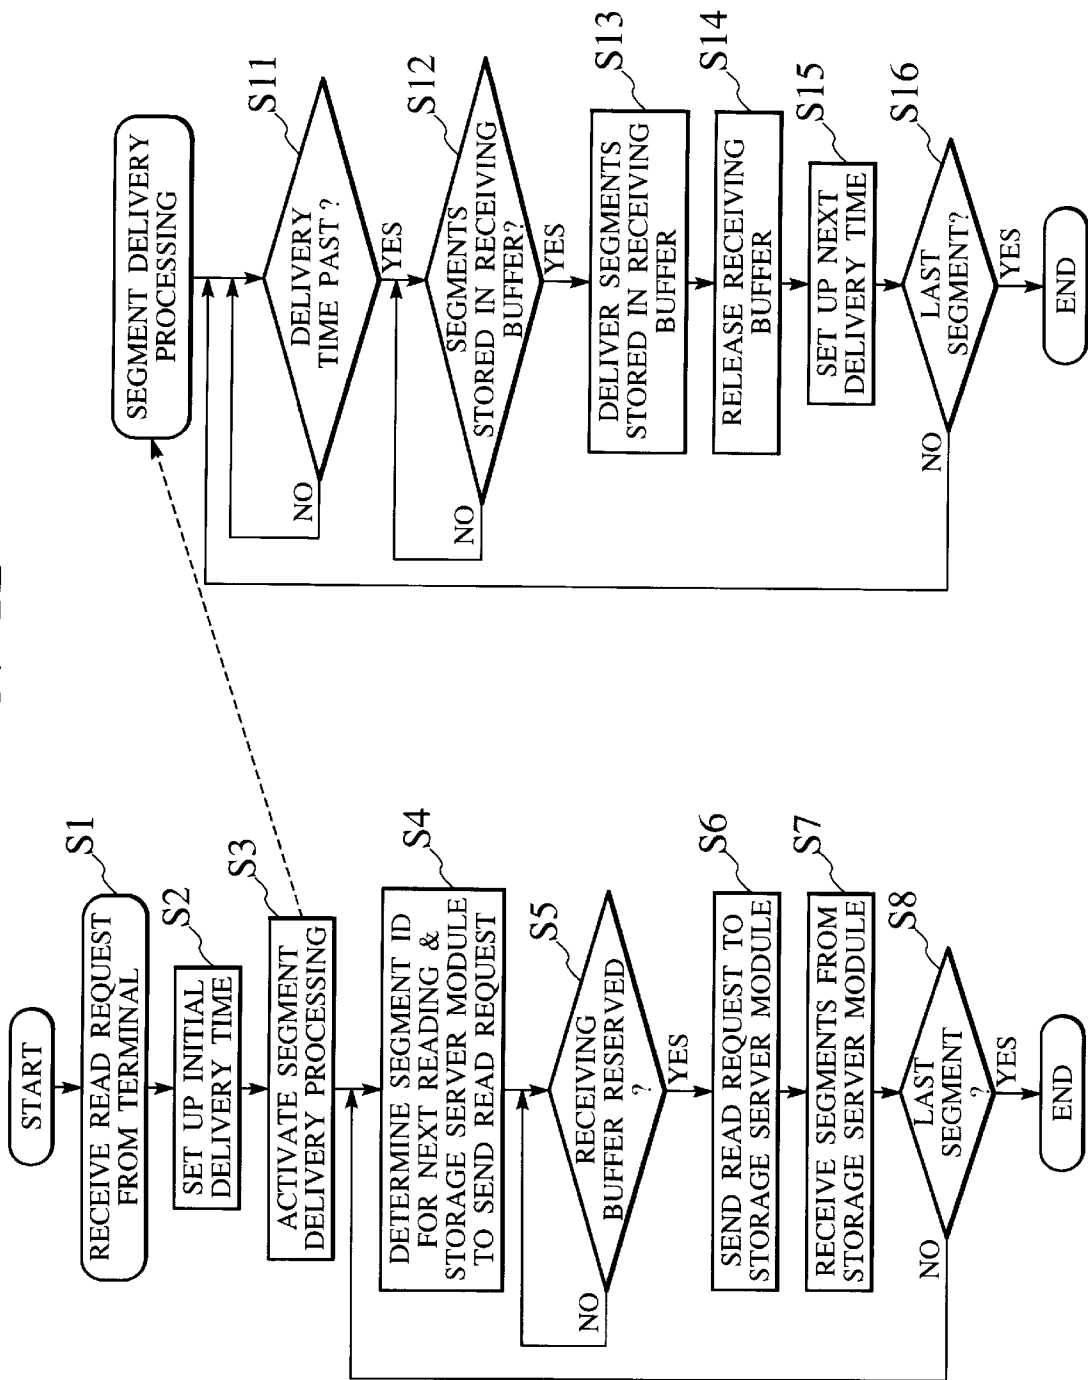 START
S1
RECEIVE READ REQUEST
FROM TERMINAL
S2
SET UP INITIAL
DELIVERY TIME
S3
ACTIVATE SEGMENT
DELIVERY PROCESSING
S4
DETERMINE SEGMENT ID
FOR NEXT READING &
STORAGE SERVER MODULE
TO SEND READ REQUEST
S5
RECEIVING
BUFFER RESERVED
?
NO
YES
S6
SEND READ REQUEST TO
STORAGE SERVER MODULE
S7
RECEIVE SEGMENTS FROM
STORAGE SERVER MODULE
S8
LAST
SEGMENT
?
NO
YES
END
SEGMENT DELIVERY
PROCESSING
S11
DELIVERY
TIME PAST ?
NO
YES
S12
SEGMENTS
STORED IN RECEIVING
BUFFER?
NO
YES
S13
DELIVER SEGMENTS
STORED IN RECEIVING
BUFFER
S14
RELEASE RECEIVING
BUFFER
S15
SET UP NEXT
DELIVERY TIME
S16
LAST
SEGMENT?
NO
YES
END